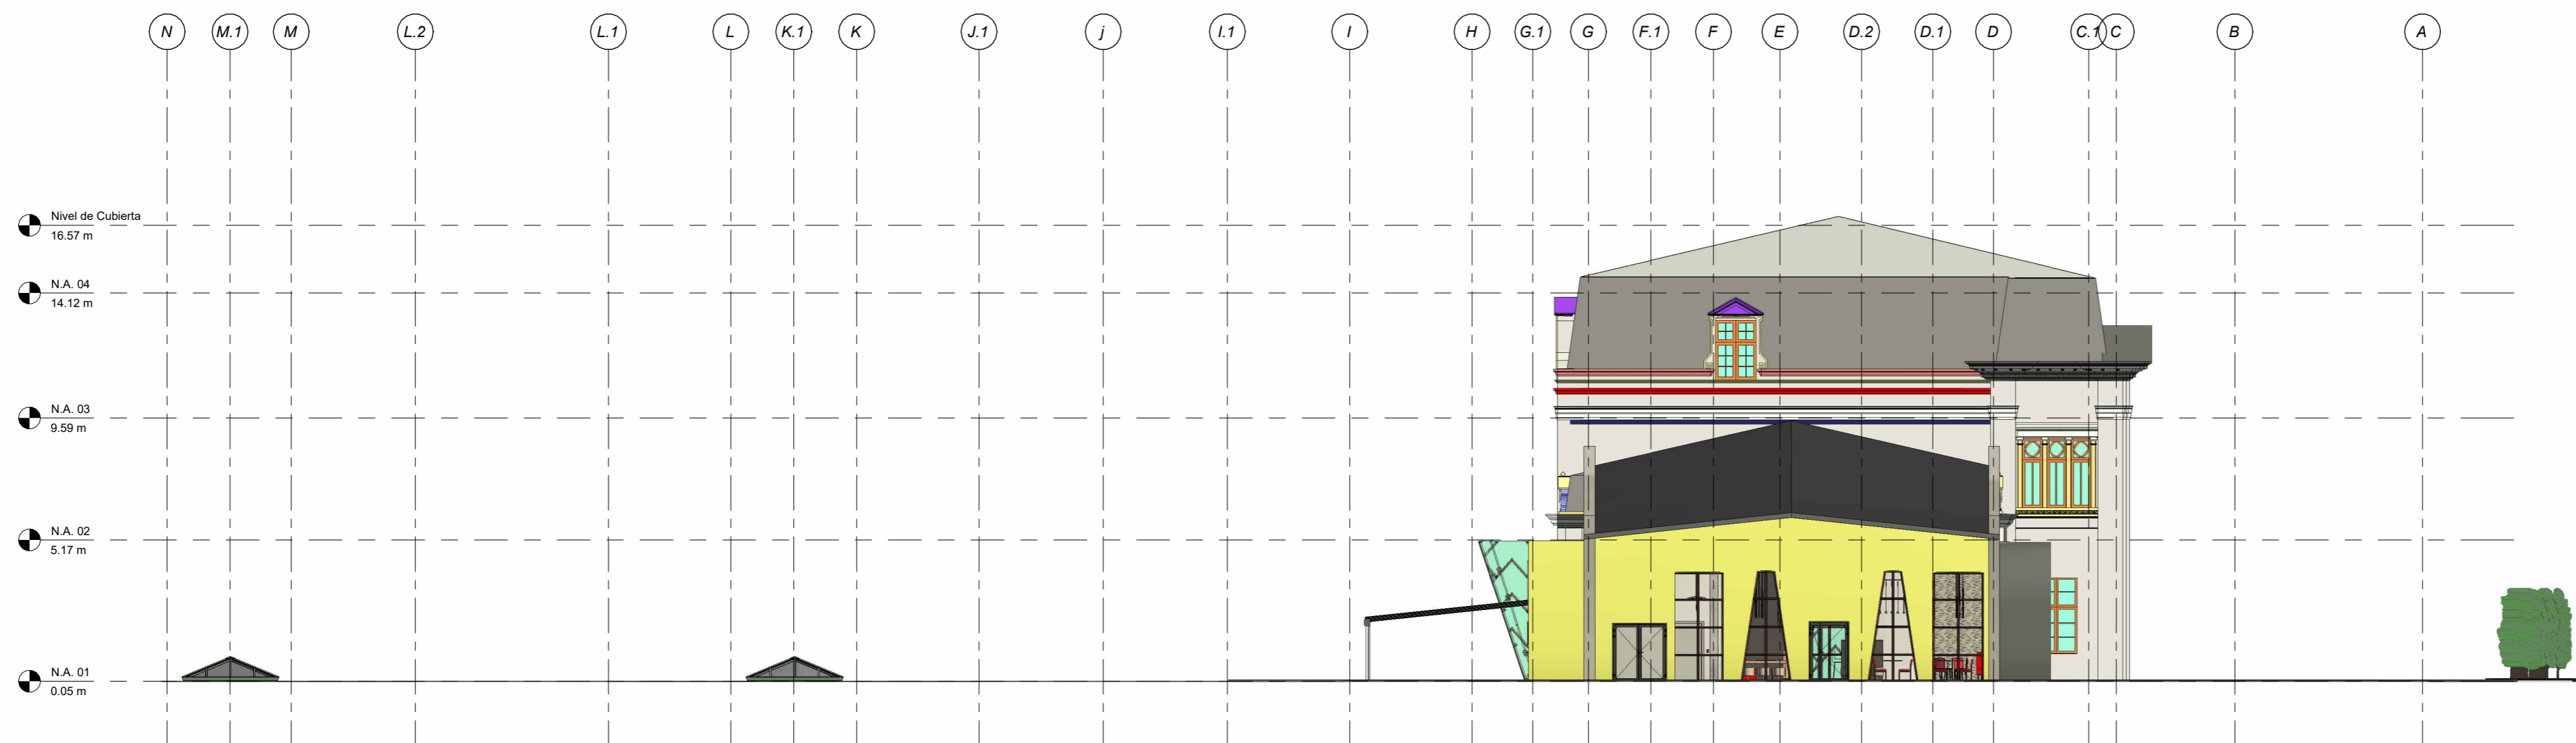 N M.1 M L.2 L.1 L K.1 K J.1 j I.1 I H G.1 G F.1 F E D.2 D.1 D C.1 C B A
Nivel de Cubierta
16.57 m
N.A. 04
14.12 m
N.A. 03
9.59 m
N.A. 02
5.17 m
N.A. 01
0.05 m